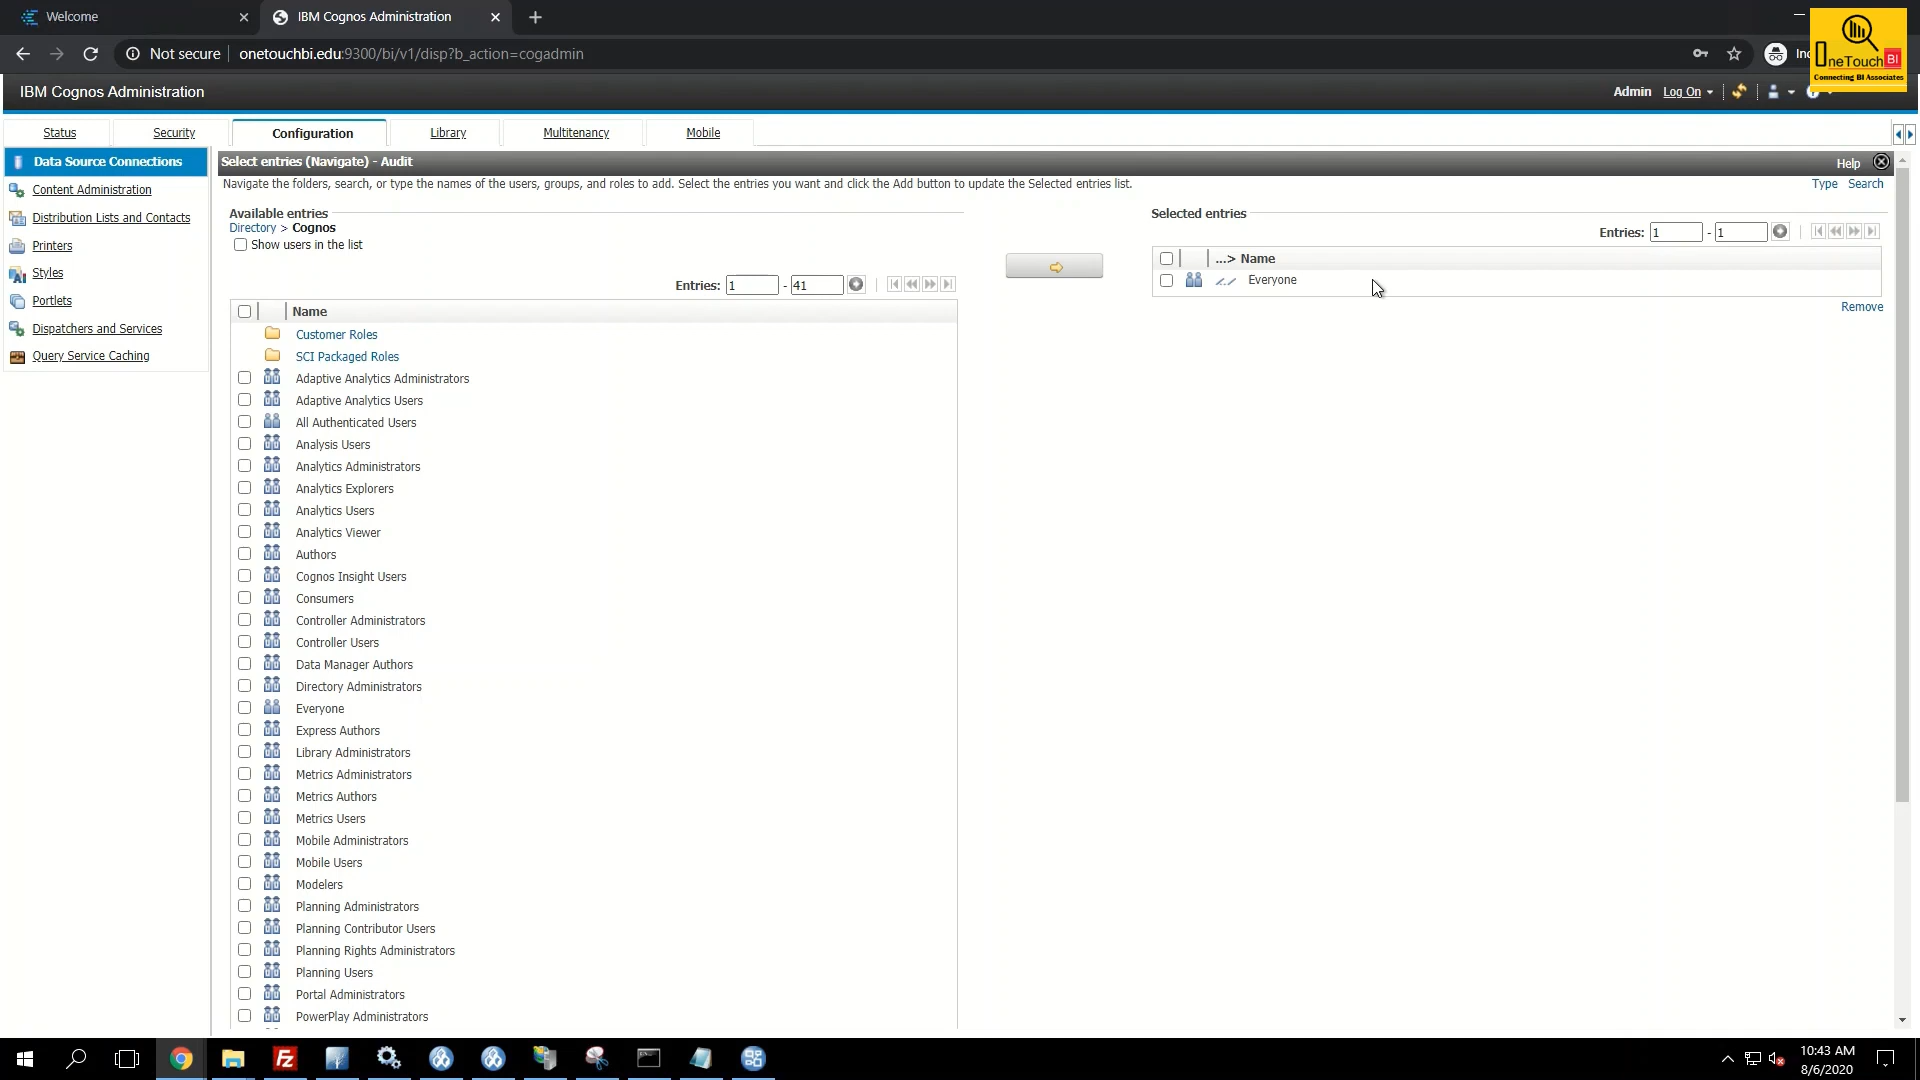 Welcome
IBM Cognos Administration
Not secure
onetouchbi.edu:9300/bi/v1/disp?b_action=cogadmin
OneTouch BI
Connecting BI Associates
IBM Cognos Administration
Admin Log On
Status
Security
Configuration
Library
Multitenancy
Mobile
Data Source Connections
Content Administration
Distribution Lists and Contacts
Printers
Styles
Portlets
Dispatchers and Services
Query Service Caching
Select entries (Navigate) - Audit
Help
Navigate the folders, search, or type the names of the users, groups, and roles to add. Select the entries you want and click the Add button to update the Selected entries list.
Type Search
Available entries
Directory > Cognos
Show users in the list
Entries: 1 - 41
Name
Customer Roles
SCI Packaged Roles
Adaptive Analytics Administrators
Adaptive Analytics Users
All Authenticated Users
Analysis Users
Analytics Administrators
Analytics Explorers
Analytics Users
Analytics Viewer
Authors
Cognos Insight Users
Consumers
Controller Administrators
Controller Users
Data Manager Authors
Directory Administrators
Everyone
Express Authors
Library Administrators
Metrics Administrators
Metrics Authors
Metrics Users
Mobile Administrators
Mobile Users
Modelers
Planning Administrators
Planning Contributor Users
Planning Rights Administrators
Planning Users
Portal Administrators
PowerPlay Administrators
Selected entries
Entries: 1 - 1
...> Name
Everyone
Remove
10:43 AM
8/6/2020